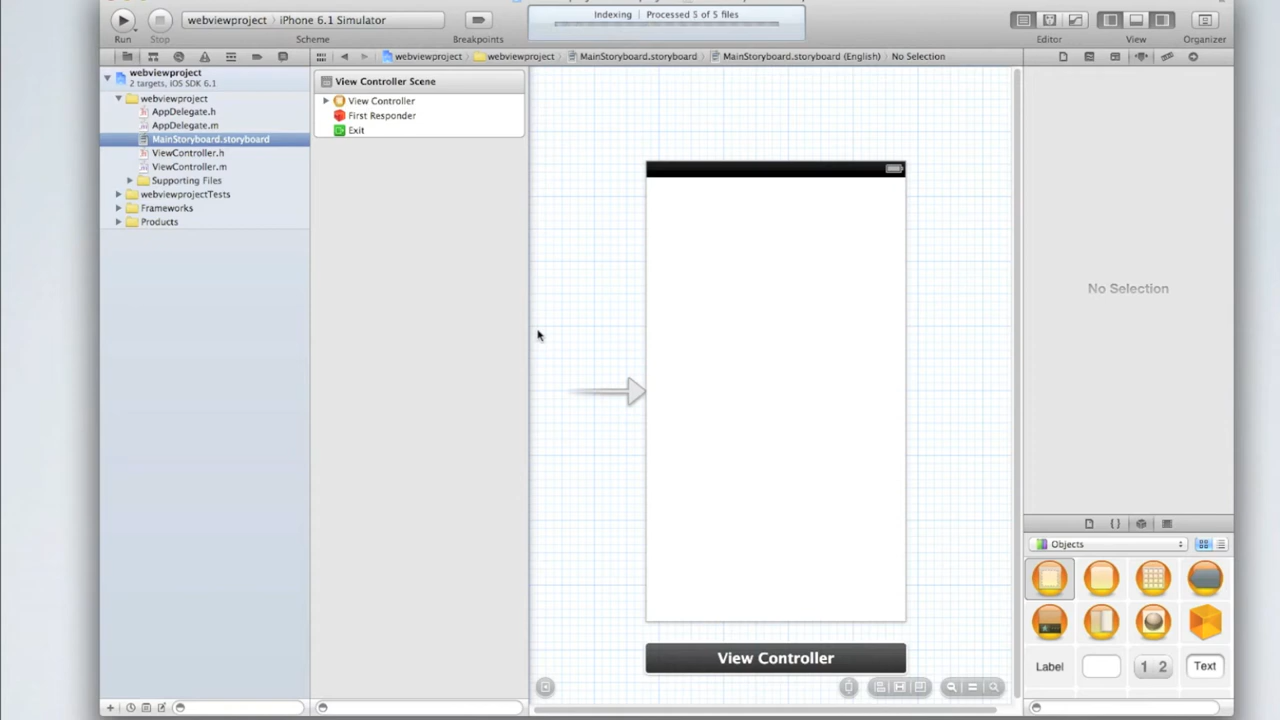 webviewproject 〉 iPhone 6.1 Simulator
Indexing | Processed 5 of 5 files
Run Stop Scheme Breakpoints Editor View Organizer
webviewproject 〉 webviewproject 〉 MainStoryboard.storyboard 〉 MainStoryboard.storyboard (English) 〉 No Selection
webviewproject
2 targets, iOS SDK 6.1
webviewproject
AppDelegate.h
AppDelegate.m
MainStoryboard.storyboard
ViewController.h
ViewController.m
Supporting Files
webviewprojectTests
Frameworks
Products
View Controller Scene
View Controller
First Responder
Exit
View Controller
No Selection
Objects
Label
1 2
Text